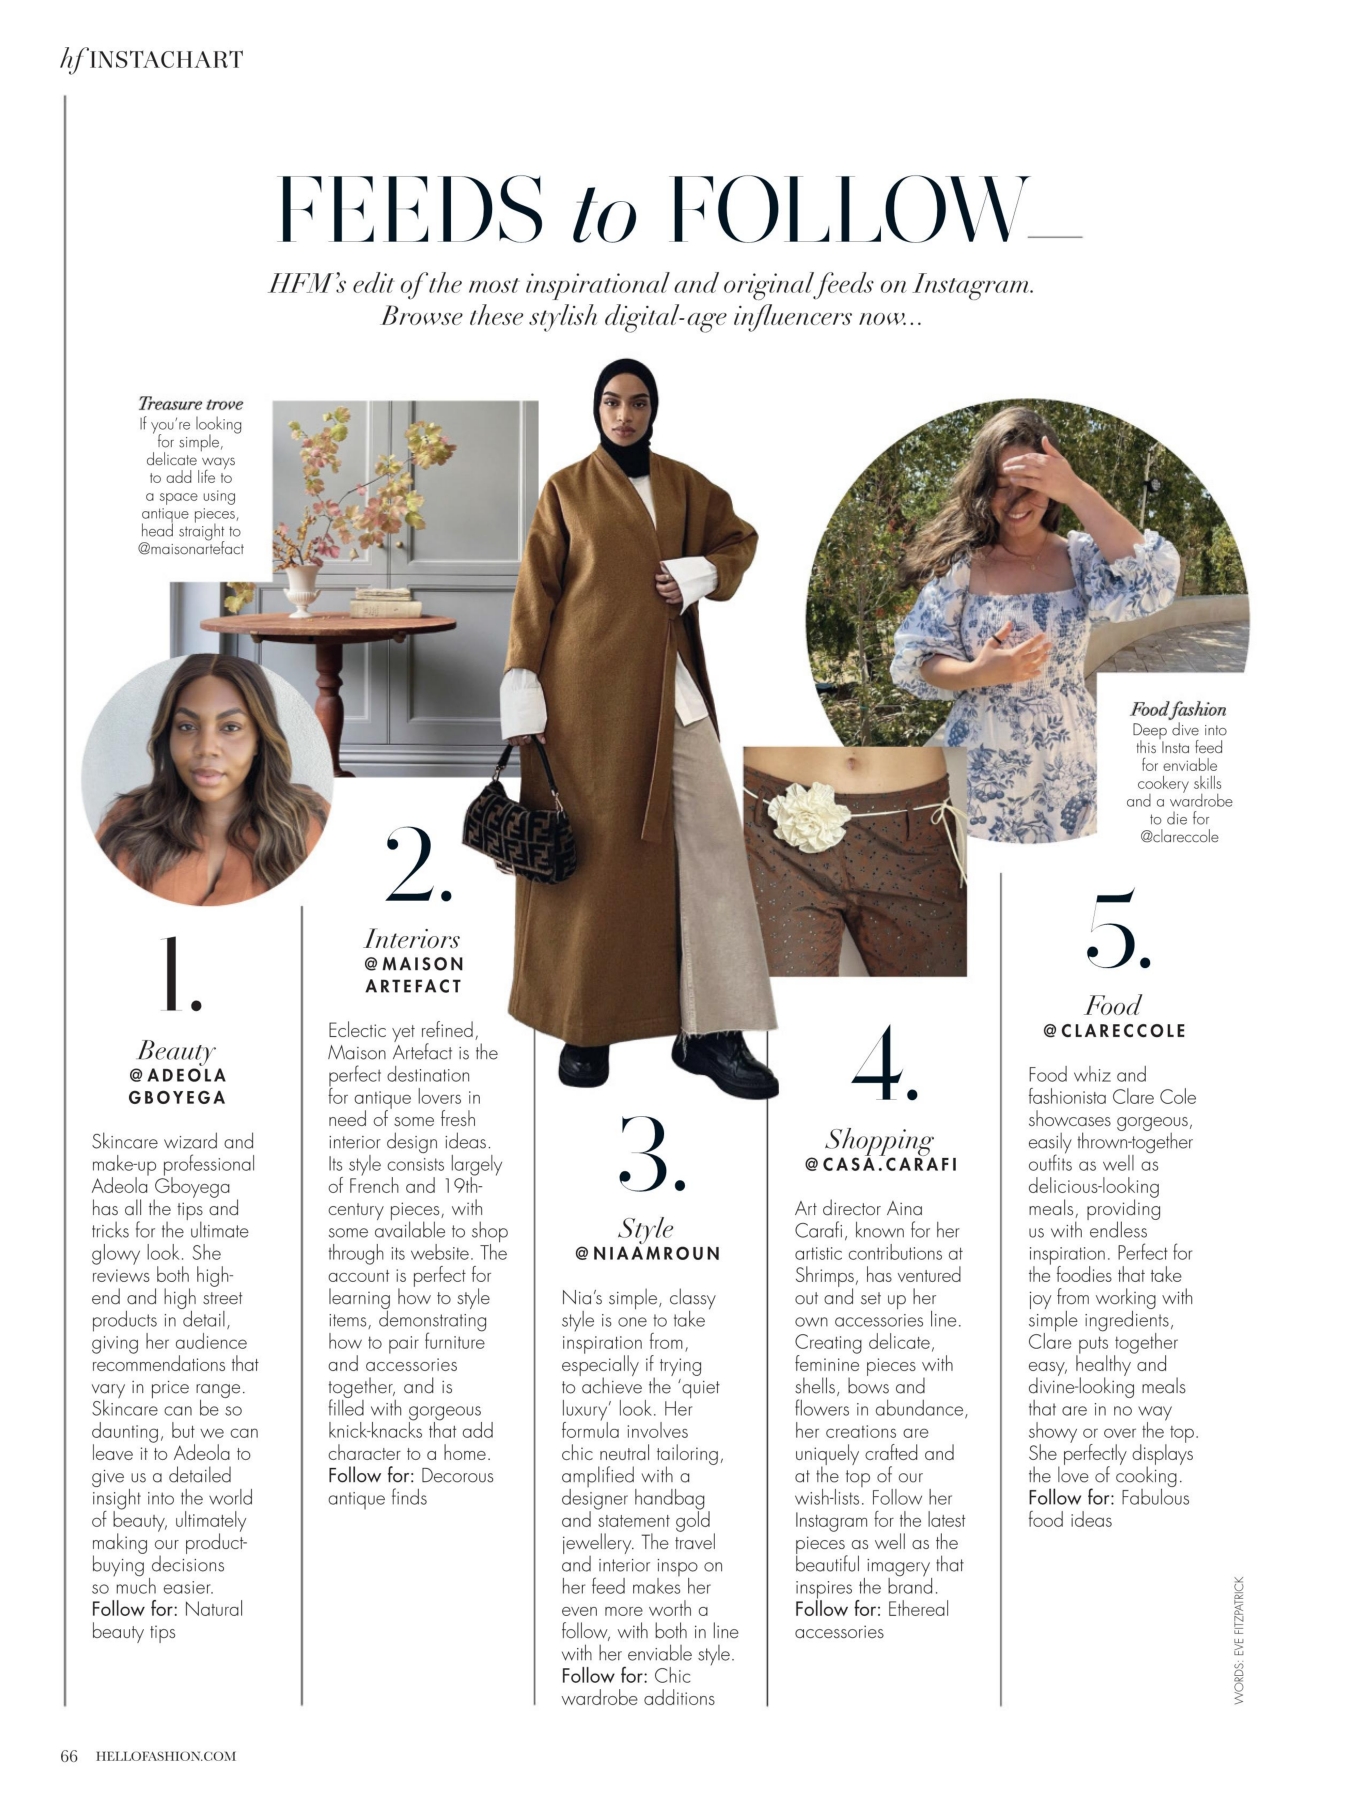 hf INSTACHART
FEEDS to FOLLOW
HFM's edit of the most inspirational and original feeds on Instagram.
Browse these stylish digital-age influencers now...
Treasure trove
If you're looking
for simple,
delicate ways
to add life to
a space using
antique pieces,
head straight to
@maisonartefact
Food fashion
Deep dive into
this Insta feed
for enviable
cookery skills
and a wardrobe
to die for
@clareccole
1.
Beauty
@ADEOLA
GBOYEGA
Skincare wizard and
make-up professional
Adeola Gboyega
has all the tips and
tricks for the ultimate
glowy look. She
reviews both high-
end and high street
products in detail,
giving her audience
recommendations that
vary in price range.
Skincare can be so
daunting, but we can
leave it to Adeola to
give us a detailed
insight into the world
of beauty, ultimately
making our product-
buying decisions
so much easier.
Follow for: Natural
beauty tips
2.
Interiors
@MAISON
ARTEFACT
Eclectic yet refined,
Maison Artefact is the
perfect destination
for antique lovers in
need of some fresh
interior design ideas.
Its style consists largely
of French and 19th-
century pieces, with
some available to shop
through its website. The
account is perfect for
learning how to style
items, demonstrating
how to pair furniture
and accessories
together, and is
filled with gorgeous
knick-knacks that add
character to a home.
Follow for: Decorous
antique finds
3.
Style
@NIAAMROUN
Nia's simple, classy
style is one to take
inspiration from,
especially if trying
to achieve the 'quiet
luxury' look. Her
formula involves
chic neutral tailoring,
amplified with a
designer handbag
and statement gold
jewellery. The travel
and interior inspo on
her feed makes her
even more worth a
follow, with both in line
with her enviable style.
Follow for: Chic
wardrobe additions
4.
Shopping
@CASA.CARAFI
Art director Aina
Carafi, known for her
artistic contributions at
Shrimps, has ventured
out and set up her
own accessories line.
Creating delicate,
feminine pieces with
shells, bows and
flowers in abundance,
her creations are
uniquely crafted and
at the top of our
wish-lists. Follow her
Instagram for the latest
pieces as well as the
beautiful imagery that
inspires the brand.
Follow for: Ethereal
accessories
5.
Food
@CLARECCOLE
Food whiz and
fashionista Clare Cole
showcases gorgeous,
easily thrown-together
outfits as well as
delicious-looking
meals, providing
us with endless
inspiration. Perfect for
the foodies that take
joy from working with
simple ingredients,
Clare puts together
easy, healthy and
divine-looking meals
that are in no way
showy or over the top.
She perfectly displays
the love of cooking.
Follow for: Fabulous
food ideas
WORDS: EVE FITZPATRICK
66 HELLOFASHION.COM